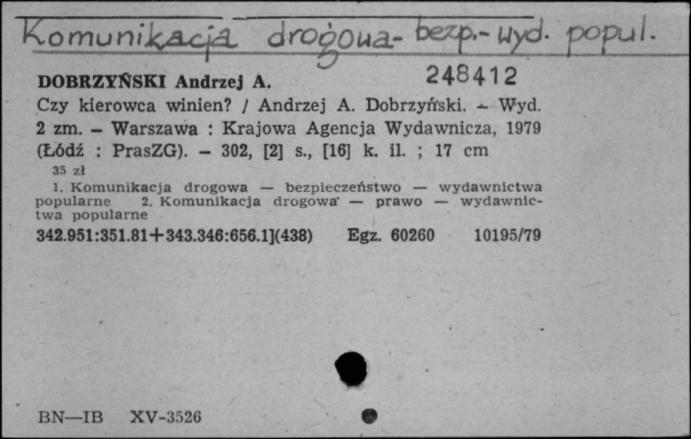 Komunikacja drogowa- bezp.- wyd. popul.
DOBRZYŃSKI Andrzej A. 248412
Czy kierowca winien? / Andrzej A. Dobrzyński. — Wyd.
2 zm. — Warszawa : Krajowa Agencja Wydawnicza, 1979
(Łódź : PrasZG). — 302, [2] s., [16] k. il. ; 17 cm
35 zł
1. Komunikacja drogowa — bezpieczeństwo — wydawnictwa
popularne 2. Komunikacja drogowa — prawo — wydawnic-
twa popularne
342.951:351.81+343.346:656.1](438) Egz. 60260 10195/79
BN—IB XV-3526